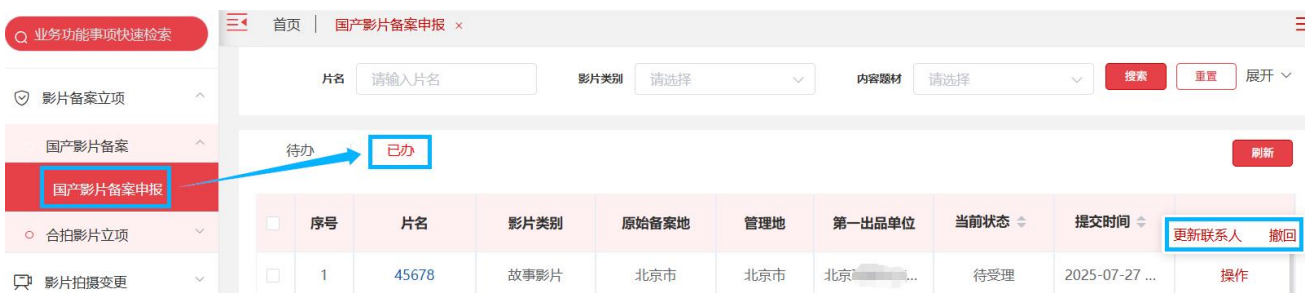 业务功能事项快速检索
首页 国产影片备案申报 ×
片名 请输入片名 影片类别 请选择 内容题材 请选择 搜索 重置 展开
影片备案立项
国产影片备案
国产影片备案申报
合拍影片立项
影片拍摄变更
待办 已办 刷新
序号 片名 影片类别 原始备案地 管理地 第一出品单位 当前状态 提交时间 更新联系人 撤回
1 45678 故事影片 北京市 北京市 北京 ... 待受理 2025-07-27 ... 操作